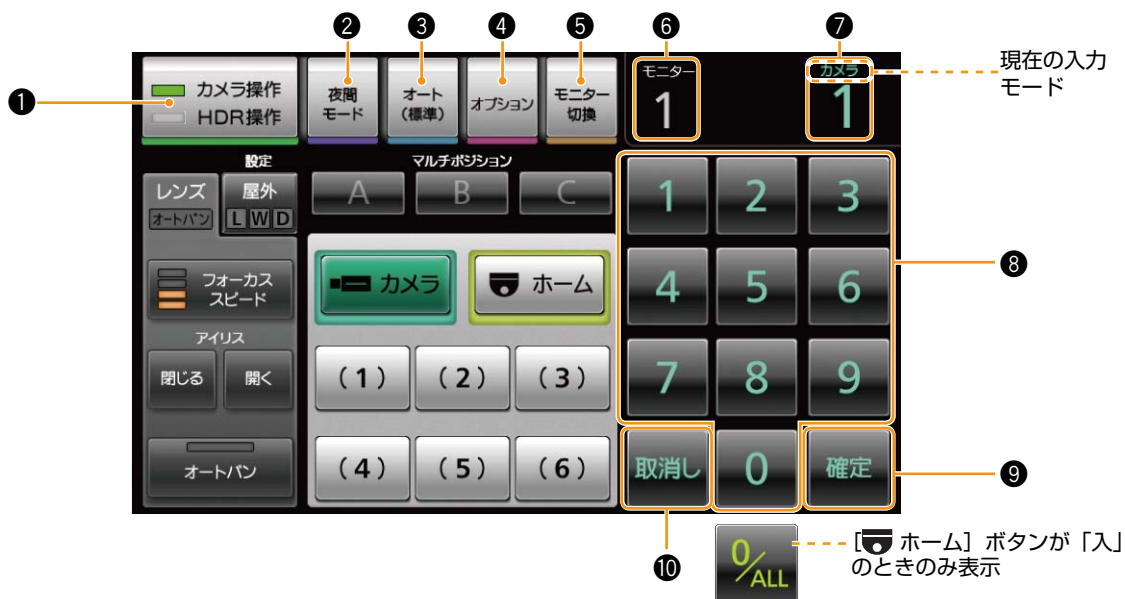 ❷
❸
❹
❺
❻
❼
❶
カメラ操作
HDR操作
夜間
モード
オート
（標準）
オプション
モニター
切換
モニター
1
カメラ
1
現在の入力
モード
設定
マルチポジション
レンズ
オートパン
屋外
L W D
A
B
C
フォーカス
スピード
アイリス
閉じる
開く
オートパン
カメラ
ホーム
（1）
（2）
（3）
（4）
（5）
（6）
1
2
3
4
5
6
7
8
9
取消し
0
確定
❽
❾
❿
0/ALL
［ ホーム］ボタンが「入」
のときのみ表示